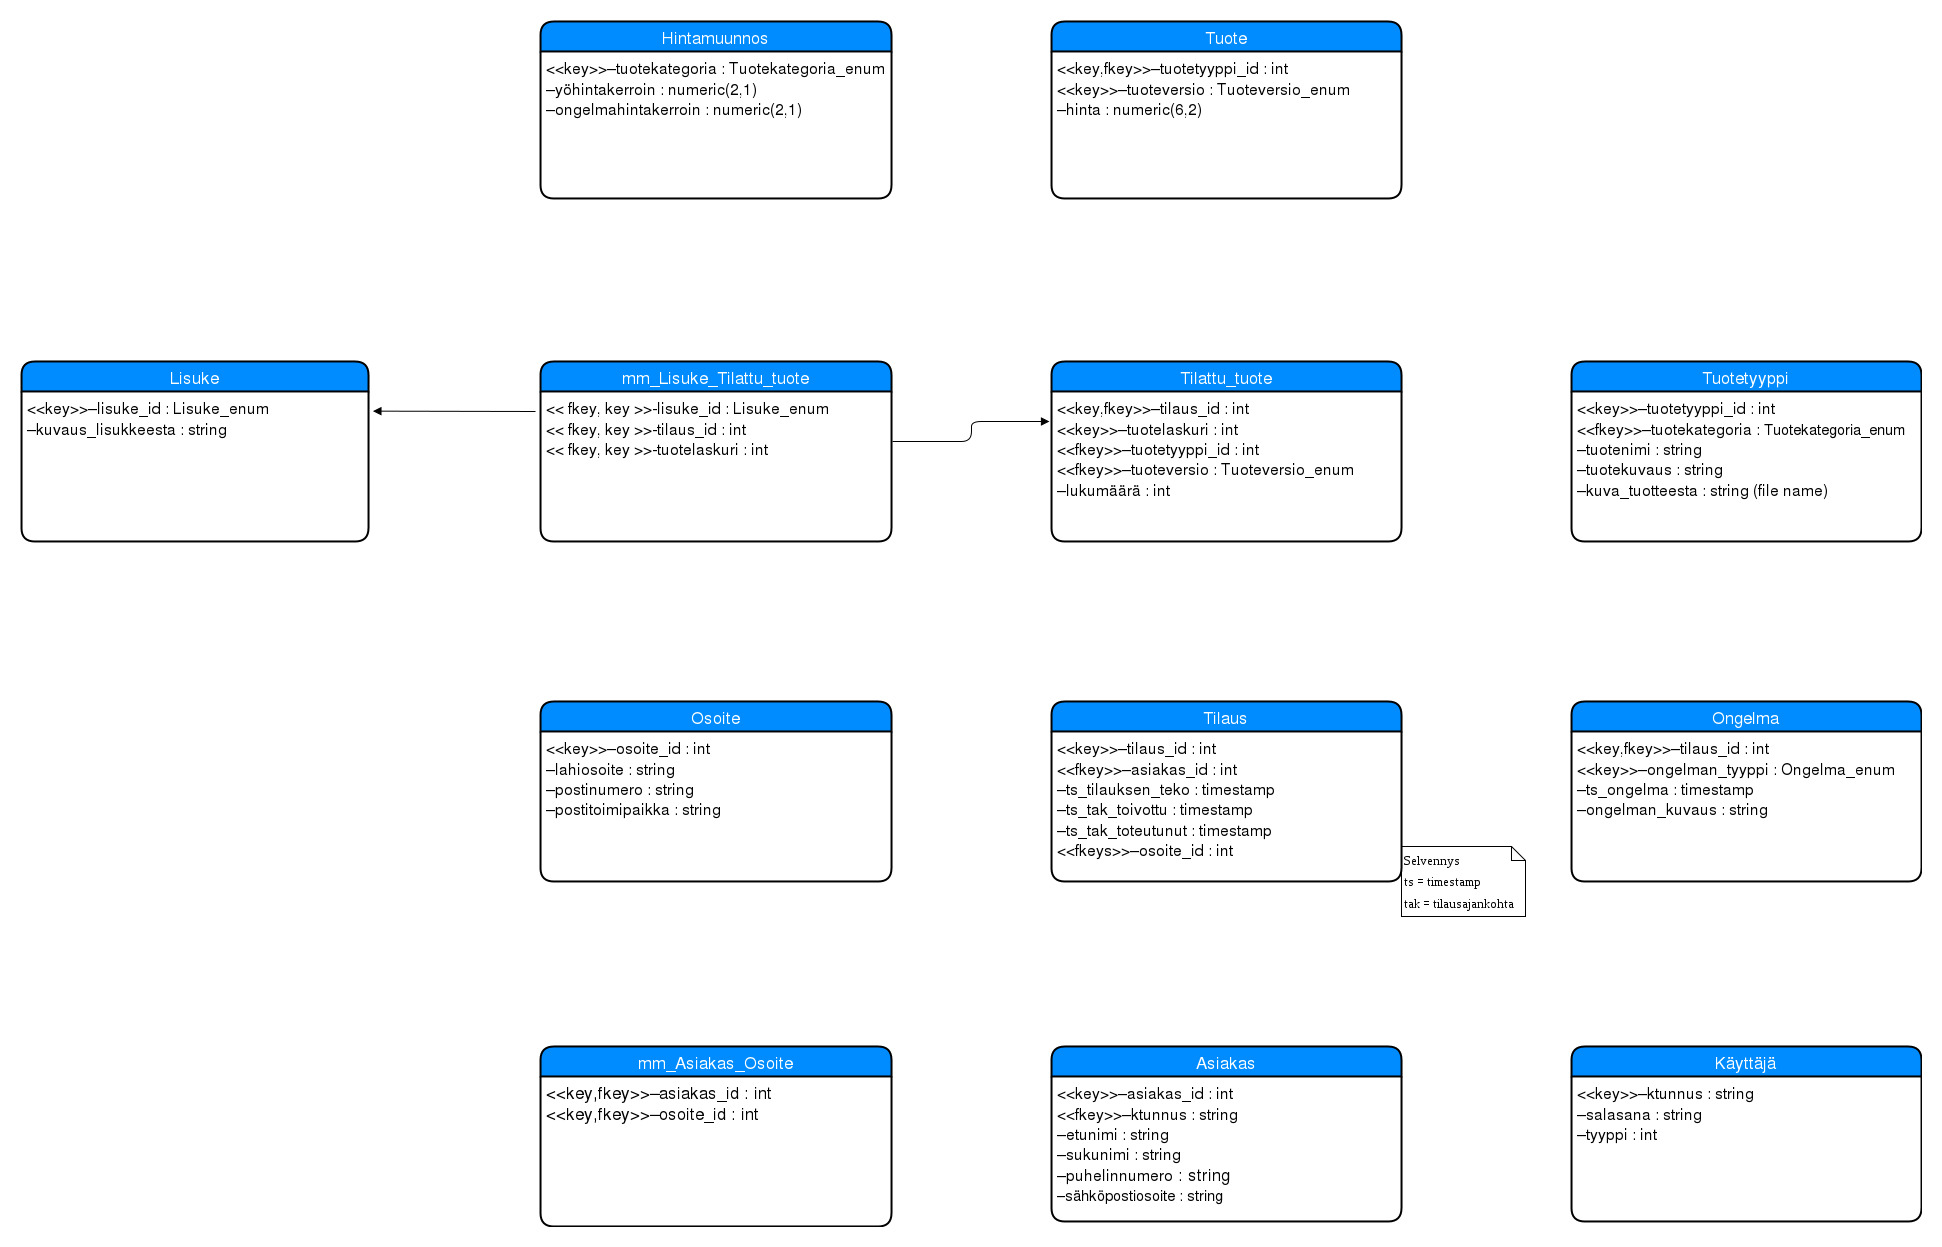 Hintamuunnos
<<key>>–tuotekategoria : Tuotekategoria_enum
–yöhintakerroin : numeric(2,1)
–ongelmahintakerroin : numeric(2,1)
Tuote
<<key,fkey>>–tuotetyyppi_id : int
<<key>>–tuoteversio : Tuoteversio_enum
–hinta : numeric(6,2)
Lisuke
<<key>>–lisuke_id : Lisuke_enum
–kuvaus_lisukkeesta : string
mm_Lisuke_Tilattu_tuote
<< fkey, key >>-lisuke_id : Lisuke_enum
<< fkey, key >>-tilaus_id : int
<< fkey, key >>-tuotelaskuri : int
Tilattu_tuote
<<key,fkey>>–tilaus_id : int
<<key>>–tuotelaskuri : int
<<fkey>>–tuotetyyppi_id : int
<<fkey>>–tuoteversio : Tuoteversio_enum
–lukumäärä : int
Tuotetyyppi
<<key>>–tuotetyyppi_id : int
<<fkey>>–tuotekategoria : Tuotekategoria_enum
–tuotenimi : string
–tuotekuvaus : string
–kuva_tuotteesta : string (file name)
Osoite
<<key>>–osoite_id : int
–lahiosoite : string
–postinumero : string
–postitoimipaikka : string
Tilaus
<<key>>–tilaus_id : int
<<fkey>>–asiakas_id : int
–ts_tilauksen_teko : timestamp
–ts_tak_toivottu : timestamp
–ts_tak_toteutunut : timestamp
<<fkeys>>–osoite_id : int
Selvennys
ts = timestamp
tak = tilausajankohta
Ongelma
<<key,fkey>>–tilaus_id : int
<<key>>–ongelman_tyyppi : Ongelma_enum
–ts_ongelma : timestamp
–ongelman_kuvaus : string
mm_Asiakas_Osoite
<<key,fkey>>–asiakas_id : int
<<key,fkey>>–osoite_id : int
Asiakas
<<key>>–asiakas_id : int
<<fkey>>–ktunnus : string
–etunimi : string
–sukunimi : string
–puhelinnumero : string
–sähköpostiosoite : string
Käyttäjä
<<key>>–ktunnus : string
–salasana : string
–tyyppi : int